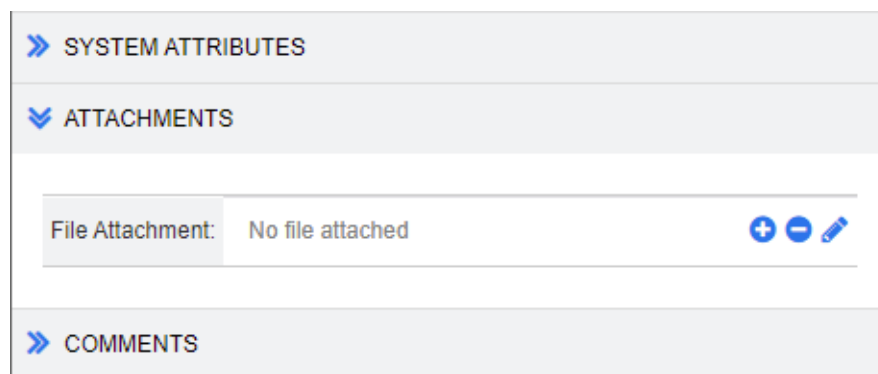 SYSTEM ATTRIBUTES
ATTACHMENTS
File Attachment: No file attached
COMMENTS